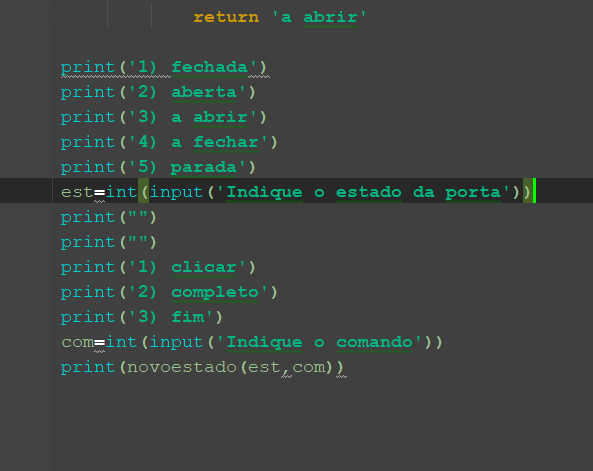 return 'a abrir'
print('1) fechada')
print('2) aberta')
print('3) a abrir')
print('4) a fechar')
print('5) parada')
est=int(input('Indique o estado da porta'))
print("")
print("")
print('1) clicar')
print('2) completo')
print('3) fim')
com=int(input('Indique o comando'))
print(novoestado(est,com))